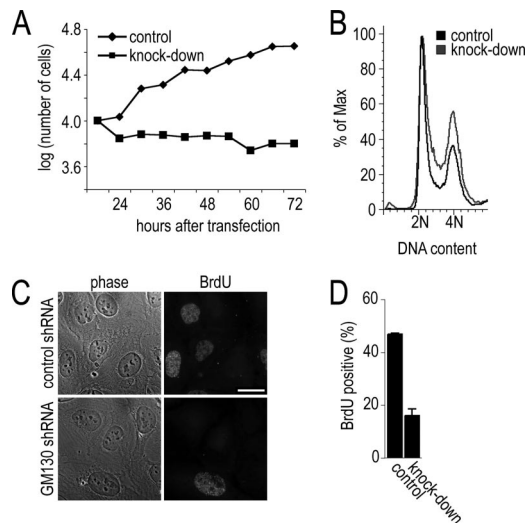 A
log (number of cells)
4.8
4.4
4.0
3.6
control
knock-down
24 36 48 60 72
hours after transfection
B
% of Max
100
80
60
40
20
0
control
knock-down
2N 4N
DNA content
C
phase BrdU
control shRNA
GM130 shRNA
D
BrdU positive (%)
60
40
20
0
control
knock-down